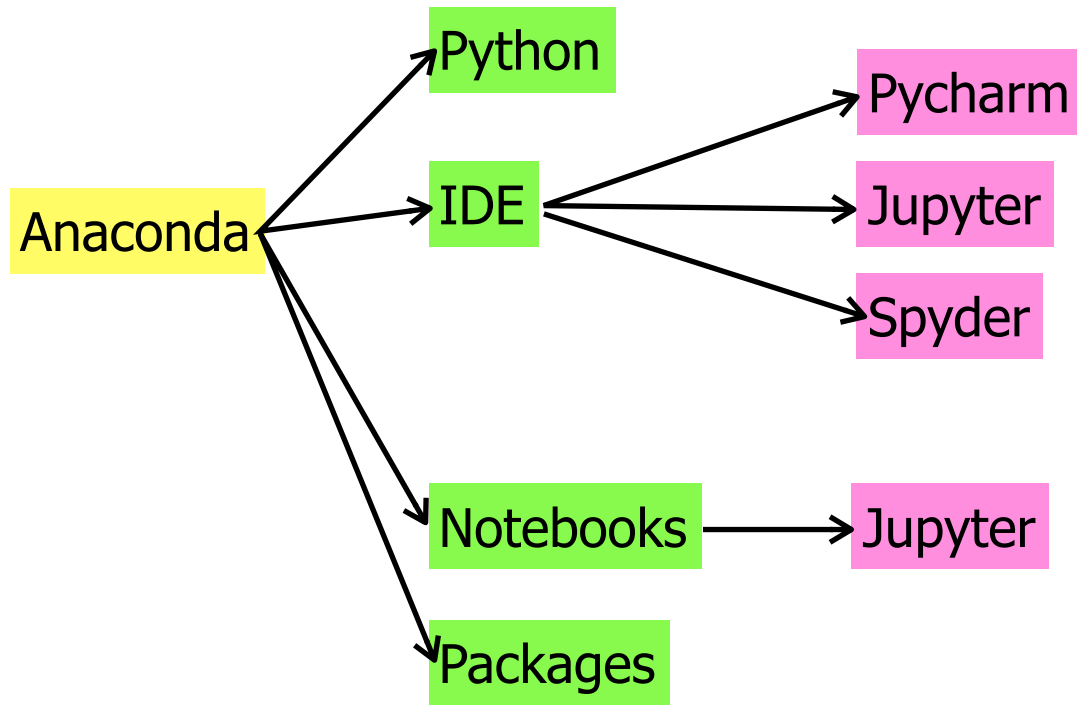 Anaconda
Python
IDE
Pycharm
Jupyter
Spyder
Notebooks
Jupyter
Packages